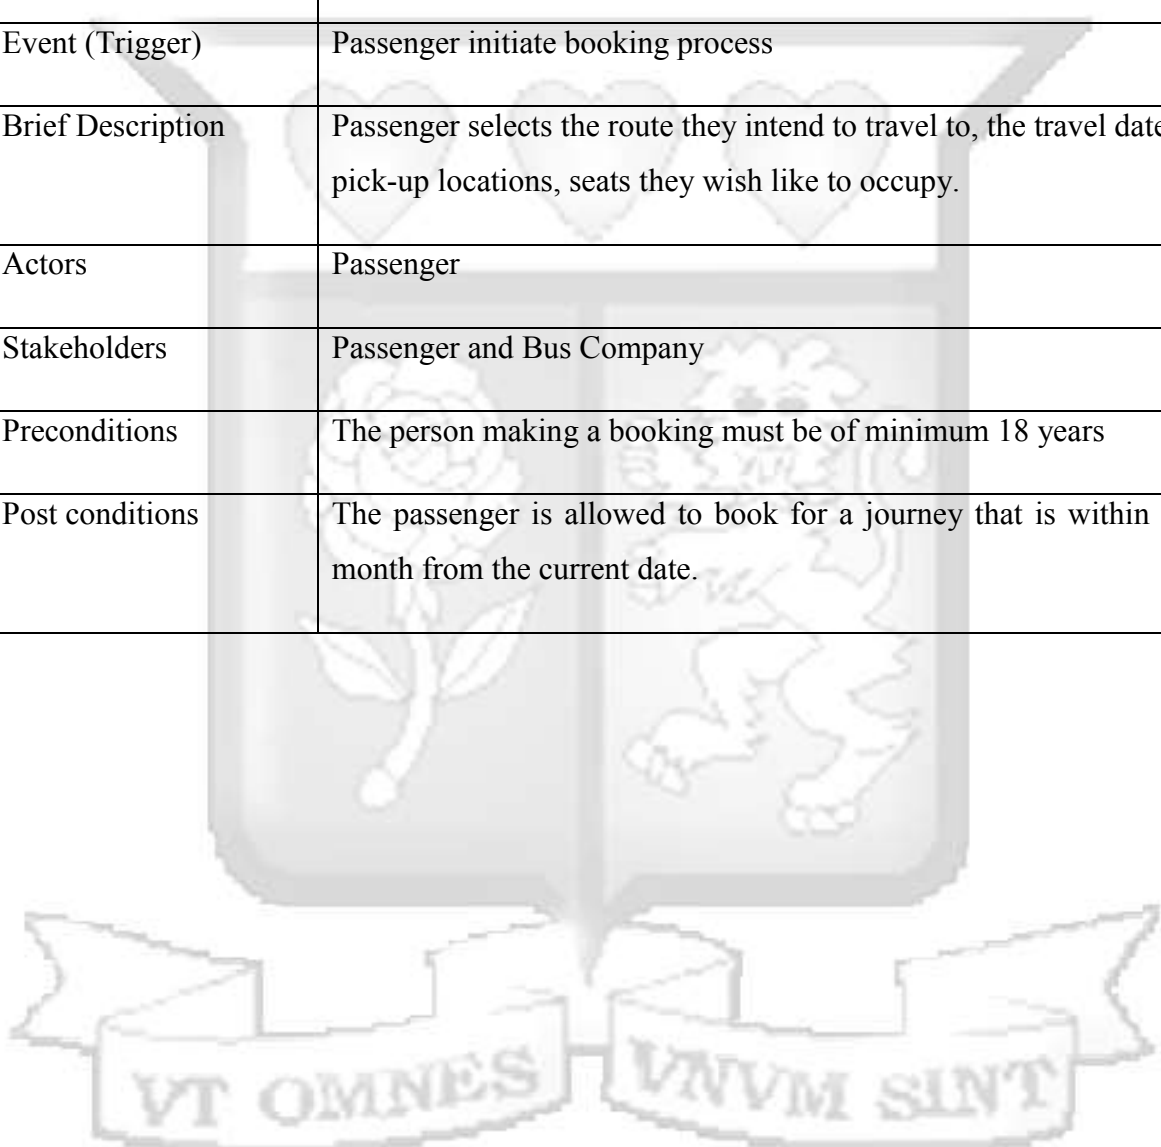 Event (Trigger) Passenger initiate booking process
Brief Description Passenger selects the route they intend to travel to, the travel date
pick-up locations, seats they wish like to occupy.
Actors Passenger
Stakeholders Passenger and Bus Company
Preconditions The person making a booking must be of minimum 18 years
Post conditions The passenger is allowed to book for a journey that is within
month from the current date.
VT OMNES VNVM SINT